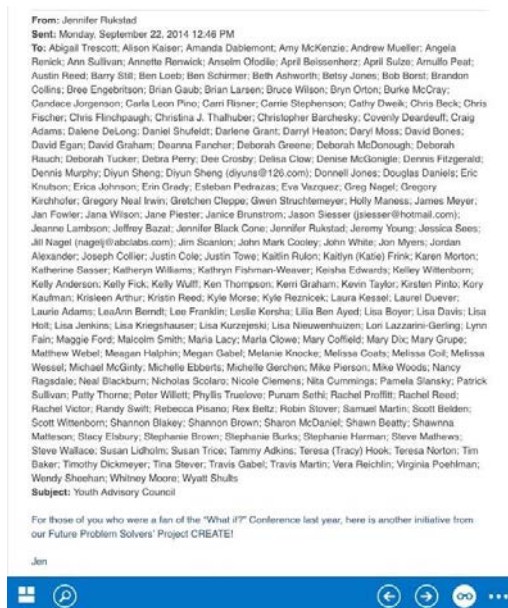 From: Jennifer Rukstad
Sent: Monday, September 22, 2014 12:46 PM
To: Abigail Trescott; Alison Kaiser; Amanda Dablemont; Amy McKenzie; Andrew Mueller; Angela
Renick; Ann Sullivan; Annette Renwick; Anselm Ofodile; April Beissenherz; April Sulze; Arnulfo Peat;
Austin Reed; Barry Still; Ben Loeb; Ben Schirmer; Beth Ashworth; Betsy Jones; Bob Borst; Brandon
Collins; Bree Engebritson; Brian Gaub; Brian Larsen; Bruce Wilson; Bryn Orton; Burke McCray;
Candace Jorgenson; Carla Leon Pino; Carri Risner; Carrie Stephenson; Cathy Dweik; Chris Beck; Chris
Fischer; Chris Flinchpaugh; Christina J. Thalhuber; Christopher Barchesky; Covenly Deardeuff; Craig
Adams; Dalene DeLong; Daniel Shufeldt; Darlene Grant; Darryl Heaton; Daryl Moss; David Bones;
David Egan; David Graham; Deanna Fancher; Deborah Greene; Deborah McDonough; Deborah
Rauch; Deborah Tucker; Debra Perry; Dee Crosby; Delisa Clow; Denise McGonigle; Dennis Fitzgerald;
Dennis Murphy; Diyun Sheng; Diyun Sheng (diyuns@126.com); Donnell Jones; Douglas Daniels; Eric
Knutson; Erica Johnson; Erin Grady; Esteban Pedrazas; Eva Vazquez; Greg Nagel; Gregory
Kirchhofer; Gregory Neal Irwin; Gretchen Cleppe; Gwen Struchtemeyer; Holly Maness; James Meyer;
Jan Fowler; Jana Wilson; Jane Piester; Janice Brunstrom; Jason Siesser (jsiesser@hotmail.com);
Jeanne Lambson; Jeffrey Bazat; Jennifer Black Cone; Jennifer Rukstad; Jeremy Young; Jessica Sees;
Jill Nagel (nagelj@abclabs.com); Jim Scanlon; John Mark Cooley; John White; Jon Myers; Jordan
Alexander; Joseph Collier; Justin Cole; Justin Towe; Kaitlin Rulon; Kaitlyn (Katie) Frink; Karen Morton;
Katherine Sasser; Katheryn Williams; Kathryn Fishman-Weaver; Keisha Edwards; Kelley Wittenborn;
Kelly Anderson; Kelly Fick; Kelly Wulff; Ken Thompson; Kerri Graham; Kevin Taylor; Kirsten Pinto; Kory
Kaufman; Krisleen Arthur; Kristin Reed; Kyle Morse; Kyle Reznicek; Laura Kessel; Laurel Duever;
Laurie Adams; LeaAnn Berndt; Lee Franklin; Leslie Kersha; Lilia Ben Ayed; Lisa Boyer; Lisa Davis; Lisa
Holt; Lisa Jenkins; Lisa Kriegshauser; Lisa Kurzejeski; Lisa Nieuwenhuizen; Lori Lazzarini-Gerling; Lynn
Fain; Maggie Ford; Malcolm Smith; Maria Lacy; Marla Clowe; Mary Coffield; Mary Dix; Mary Grupe;
Matthew Webel; Meagan Halphin; Megan Gabel; Melanie Knocke; Melissa Coats; Melissa Coil; Melissa
Wessel; Michael McGinty; Michelle Ebberts; Michelle Gerchen; Mike Pierson; Mike Woods; Nancy
Ragsdale; Neal Blackburn; Nicholas Scolaro; Nicole Clemens; Nita Cummings; Pamela Slansky; Patrick
Sullivan; Patty Thorne; Peter Willett; Phyllis Truelove; Punam Sethi; Rachel Proffitt; Rachel Reed;
Rachel Victor; Randy Swift; Rebecca Pisano; Rex Beltz; Robin Stover; Samuel Martin; Scott Belden;
Scott Wittenborn; Shannon Blakey; Shannon Brown; Sharon McDaniel; Shawn Beatty; Shawnna
Matteson; Stacy Elsbury; Stephanie Brown; Stephanie Burks; Stephanie Harman; Steve Mathews;
Steve Wallace; Susan Lidholm; Susan Trice; Tammy Adkins; Teresa (Tracy) Hook; Teresa Norton; Tim
Baker; Timothy Dickmeyer; Tina Stever; Travis Gabel; Travis Martin; Vera Reichlin; Virginia Poehlman;
Wendy Sheehan; Whitney Moore; Wyatt Shults
Subject: Youth Advisory Council
For those of you who were a fan of the "What if?" Conference last year, here is another initiative from
our Future Problem Solvers' Project CREATE!
Jen